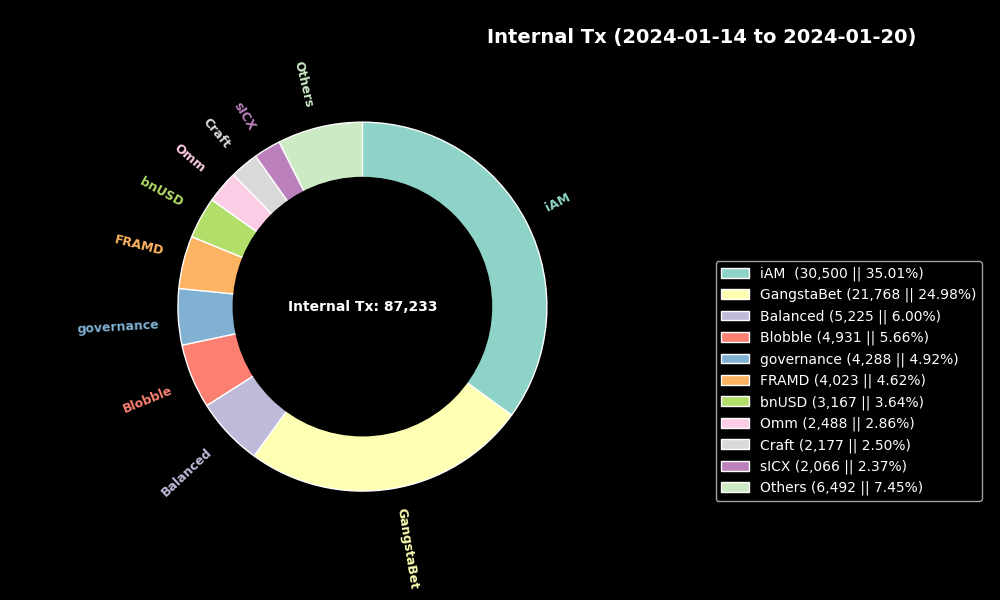 Internal Tx (2024-01-14 to 2024-01-20)
Others
sICX
Craft
Omm
bnUSD
FRAMD
governance
Blobble
Balanced
GangstaBet
iAM
Internal Tx: 87,233
iAM  (30,500 || 35.01%)
GangstaBet (21,768 || 24.98%)
Balanced (5,225 || 6.00%)
Blobble (4,931 || 5.66%)
governance (4,288 || 4.92%)
FRAMD (4,023 || 4.62%)
bnUSD (3,167 || 3.64%)
Omm (2,488 || 2.86%)
Craft (2,177 || 2.50%)
sICX (2,066 || 2.37%)
Others (6,492 || 7.45%)